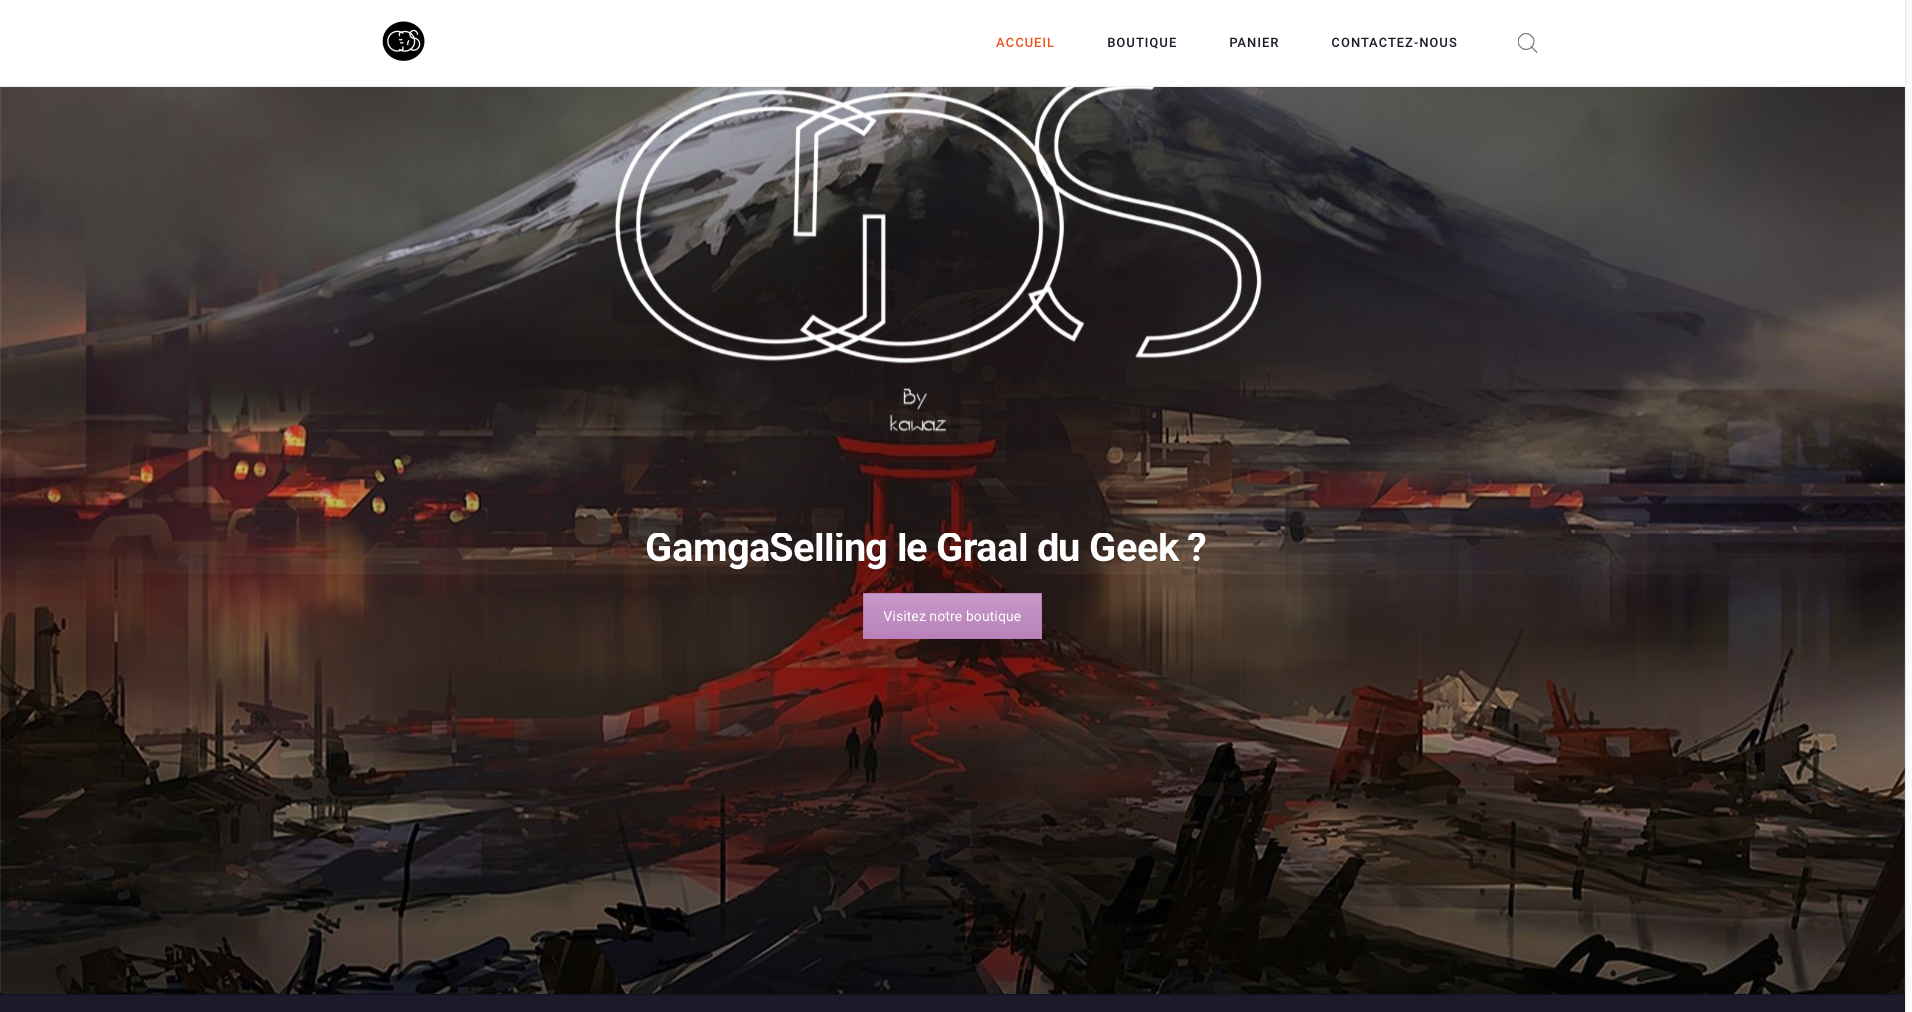 ACCUEIL BOUTIQUE PANIER CONTACTEZ-NOUS
GS
By
kawaz
GamgaSelling le Graal du Geek ?
Visitez notre boutique